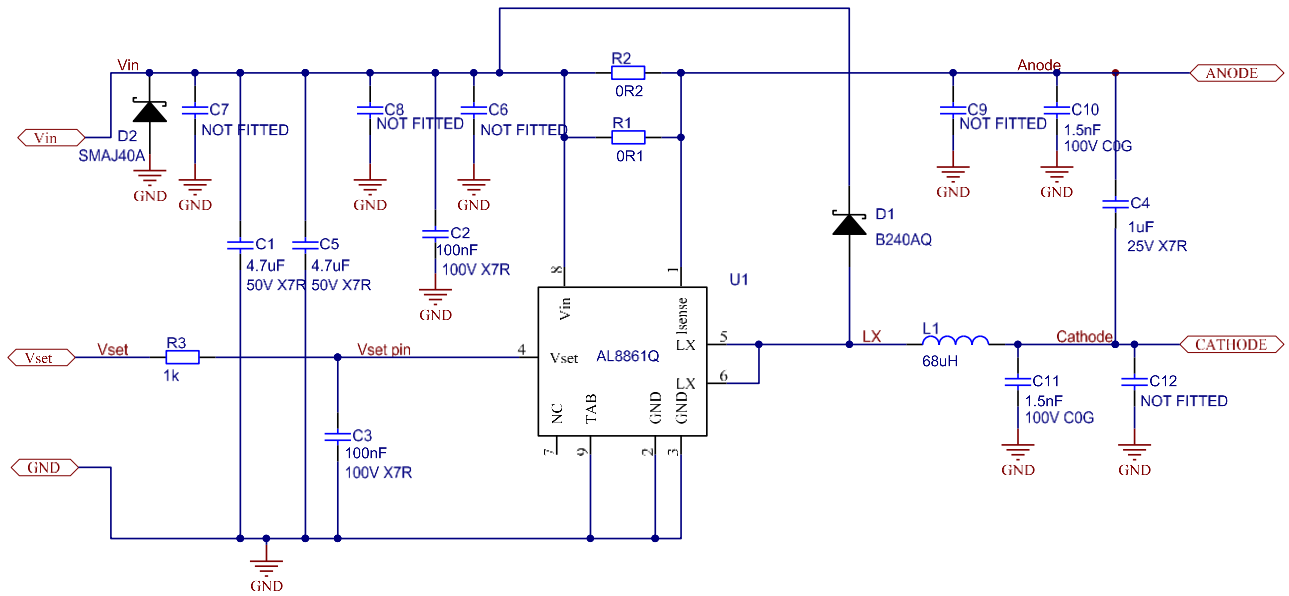 Vin
Vin
D2
SMAJ40A
GND
C7
NOT FITTED
GND
C8
NOT FITTED
GND
C6
NOT FITTED
GND
R2
0R2
R1
0R1
Anode
ANODE
C9
NOT FITTED
GND
C10
1.5nF
100V C0G
GND
C4
1uF
25V X7R
D1
B240AQ
C1
4.7uF
50V X7R
C5
4.7uF
50V X7R
C2
100nF
100V X7R
GND
8
1
U1
Vin
Isense
Vset
AL8861Q
LX
LX
NC
TAB
GND
GND
4
5
6
7
9
2
3
Vset
Vset
R3
1k
Vset pin
C3
100nF
100V X7R
LX
L1
68uH
Cathode
CATHODE
C11
1.5nF
100V C0G
GND
C12
NOT FITTED
GND
GND
GND